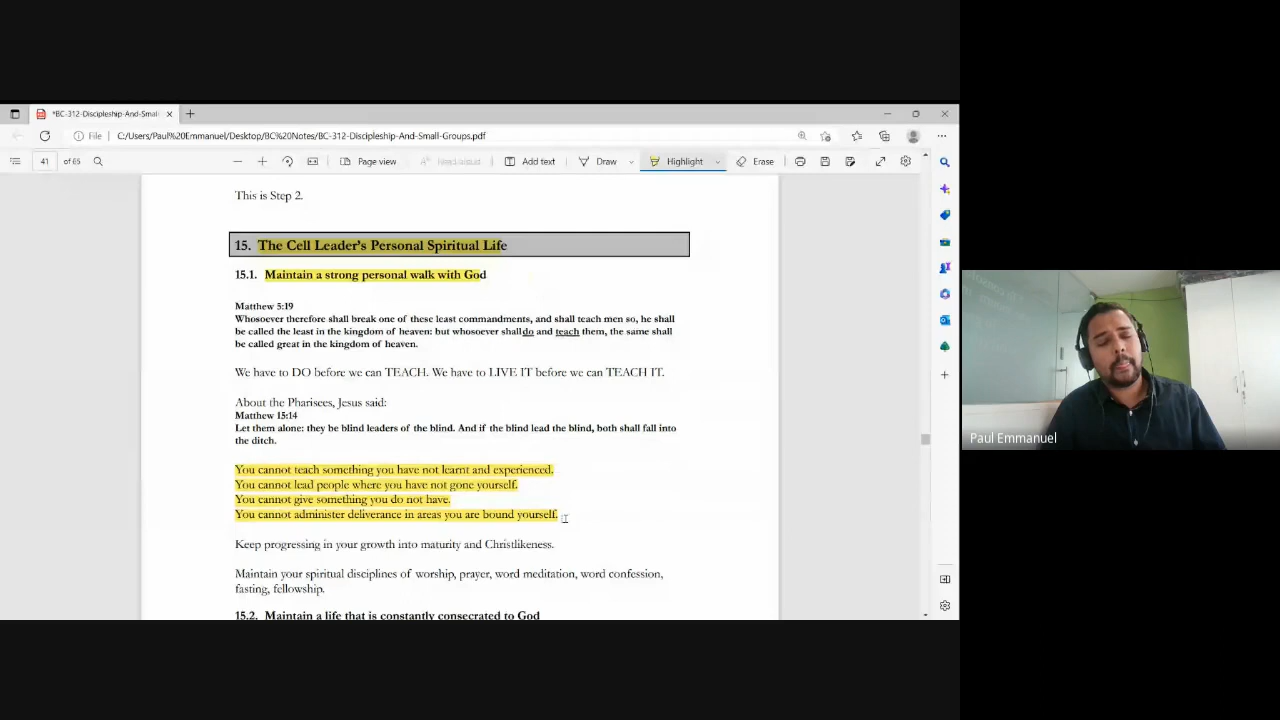 *BC-312-Discipleship-And-Small-
File
C:/Users/Paul%20Emmanuel/Desktop/BC%20Notes/BC-312-Discipleship-And-Small-Groups.pdf
41 of 65
Page view
Read aloud
Add text
Draw
Highlight
Erase
This is Step 2.
15. The Cell Leader's Personal Spiritual Life
15.1. Maintain a strong personal walk with God
Matthew 5:19
Whosoever therefore shall break one of these least commandments, and shall teach men so, he shall
be called the least in the kingdom of heaven: but whosoever shall do and teach them, the same shall
be called great in the kingdom of heaven.
We have to DO before we can TEACH. We have to LIVE IT before we can TEACH IT.
About the Pharisees, Jesus said:
Matthew 15:14
Let them alone: they be blind leaders of the blind. And if the blind lead the blind, both shall fall into
the ditch.
You cannot teach something you have not learnt and experienced.
You cannot lead people where you have not gone yourself.
You cannot give something you do not have.
You cannot administer deliverance in areas you are bound yourself.
Keep progressing in your growth into maturity and Christlikeness.
Maintain your spiritual disciplines of worship, prayer, word meditation, word confession,
fasting, fellowship.
15.2. Maintain a life that is constantly consecrated to God
Paul Emmanuel